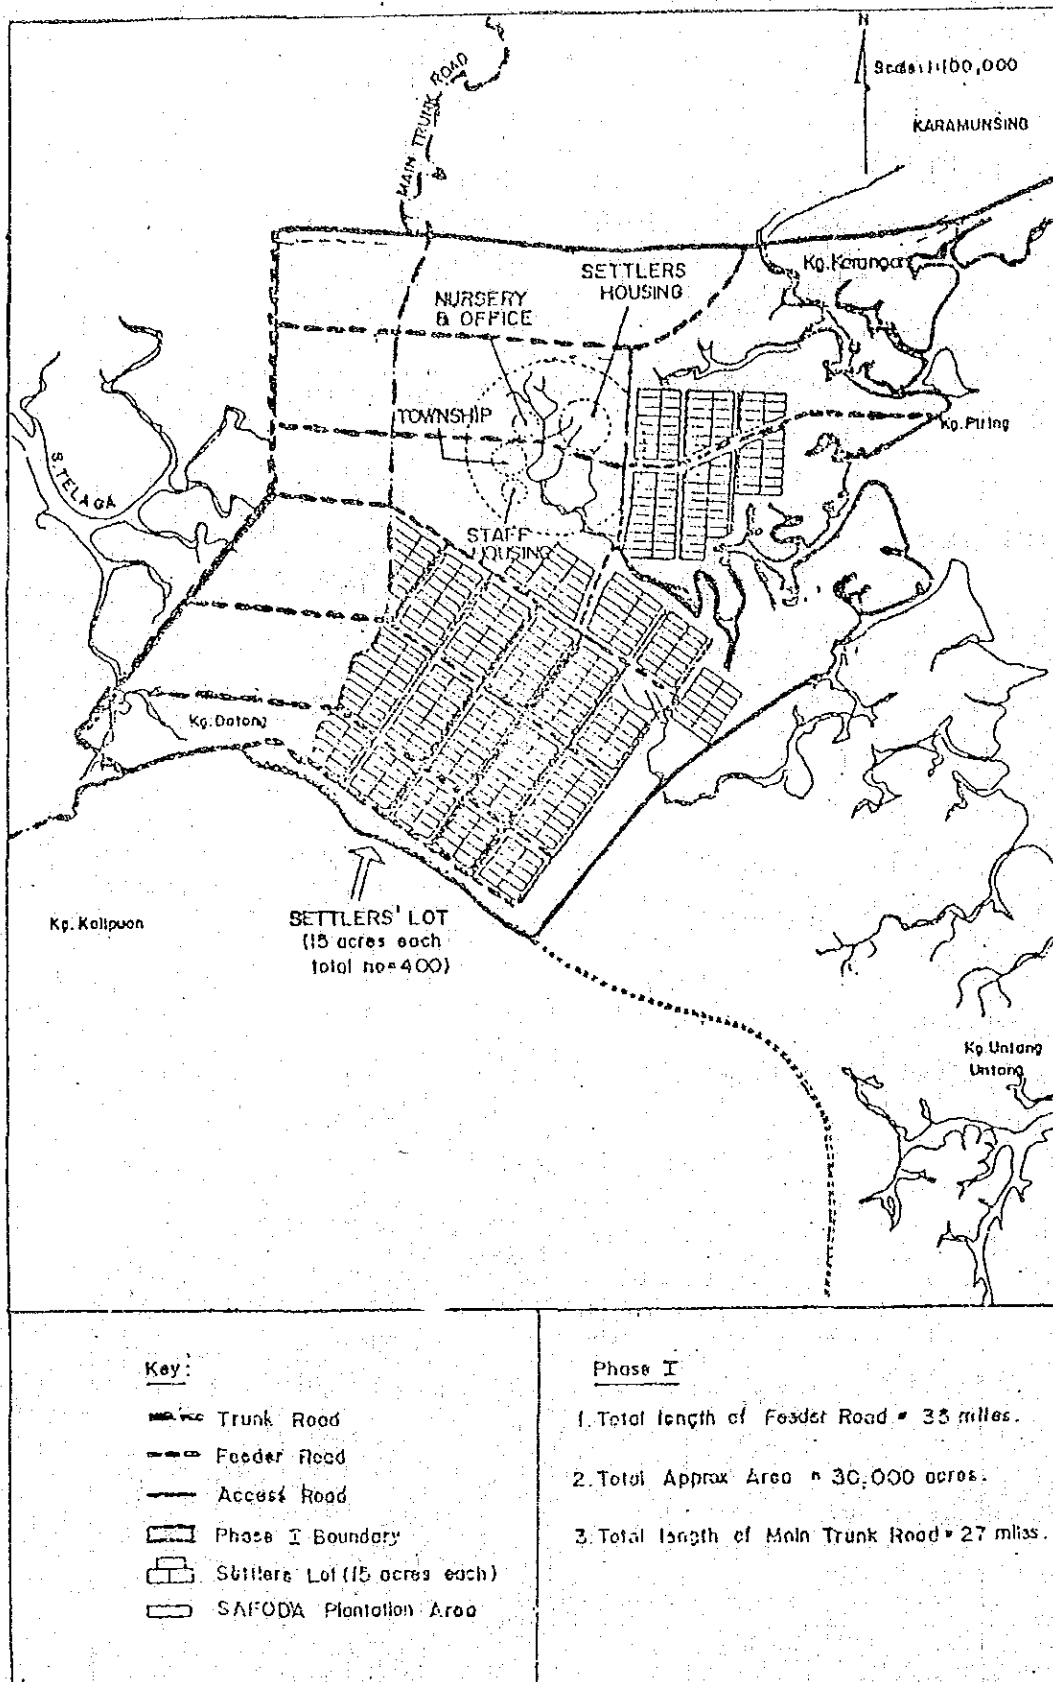 N
Scale 1:100,000
KARAMUNSING
MAIN TRUNK ROAD
Kg. Karangan
SETTLERS
HOUSING
NURSERY
& OFFICE
TOWNSHIP
Kg. Piring
S. TELAGA
STAFF
HOUSING
Kg. Datong
SETTLERS' LOT
(15 acres each
total no=400)
Kg. Kalipuon
Kg. Untang
Untang
Key:
Trunk Road
Feeder Road
Access Road
Phase I Boundary
Settlers Lot (15 acres each)
SAFODA Plantation Area
Phase I
1. Total length of Feeder Road = 35 miles.
2. Total Approx Area = 30,000 acres.
3. Total length of Main Trunk Road = 27 miles.